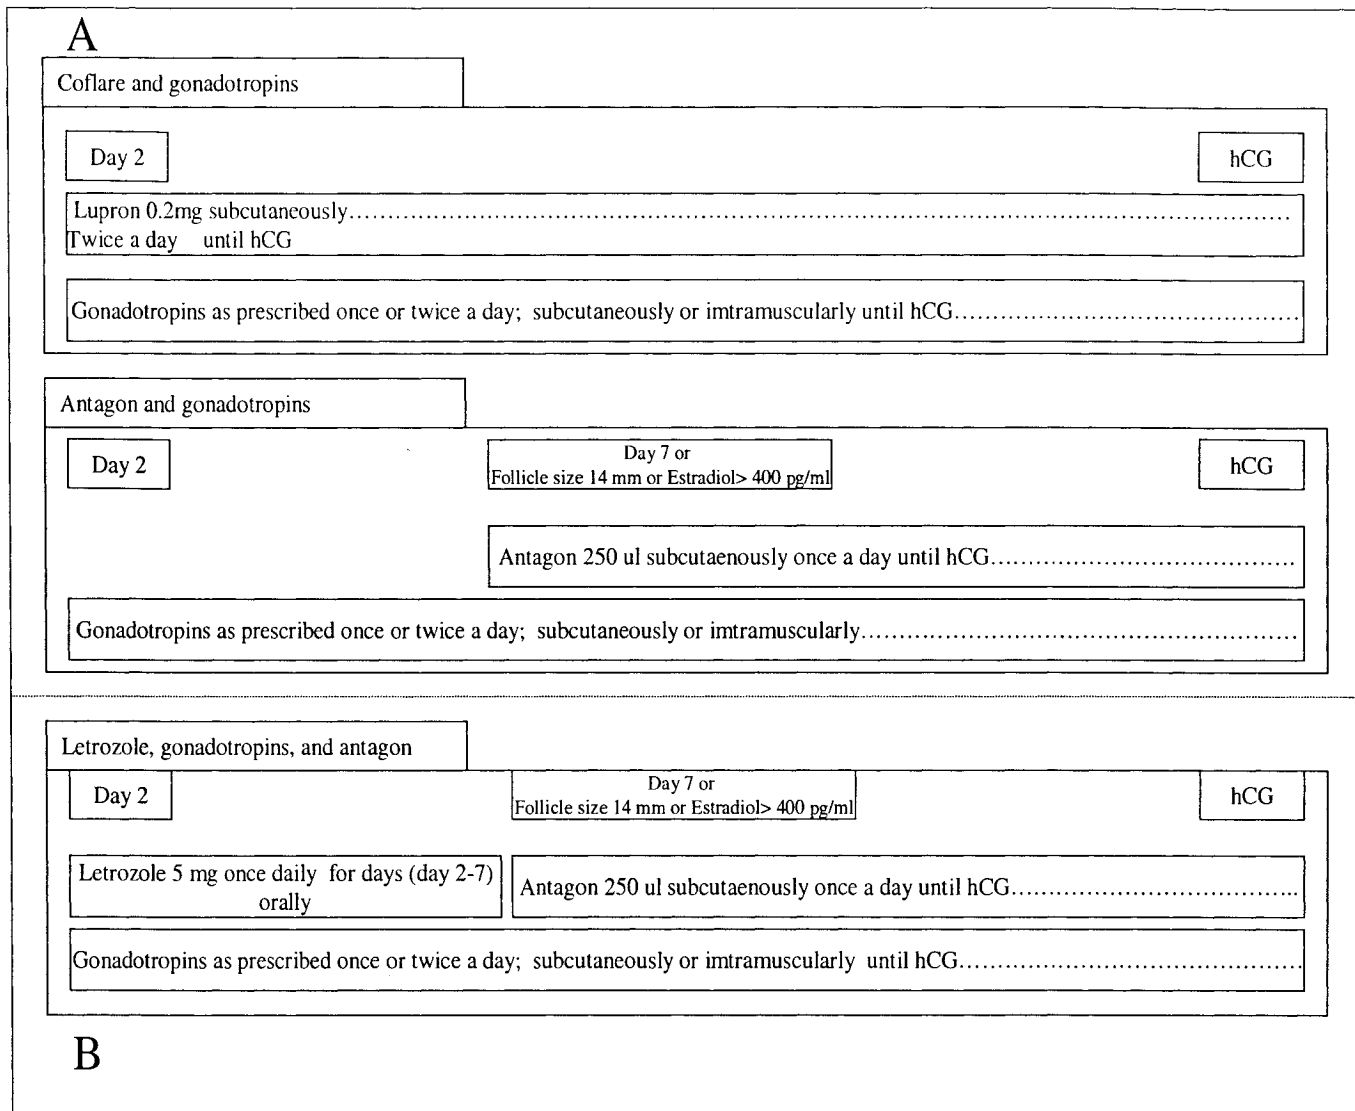 A
Coflare and gonadotropins
Day 2
hCG
Lupron 0.2mg subcutaneously........................................................................................................................
Twice a day until hCG
Gonadotropins as prescribed once or twice a day; subcutaneously or imtramuscularly until hCG............................................
Antagon and gonadotropins
Day 2
Day 7 or
Follicle size 14 mm or Estradiol> 400 pg/ml
hCG
Antagon 250 ul subcutaenously once a day until hCG.......................................
Gonadotropins as prescribed once or twice a day; subcutaneously or imtramuscularly.........................................................
Letrozole, gonadotropins, and antagon
Day 2
Day 7 or
Follicle size 14 mm or Estradiol> 400 pg/ml
hCG
Letrozole 5 mg once daily for days (day 2-7)
orally
Antagon 250 ul subcutaenously once a day until hCG.....................................
Gonadotropins as prescribed once or twice a day; subcutaneously or imtramuscularly until hCG............................................
B